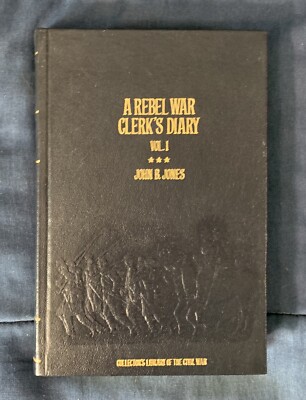 A REBEL WAR
CLERK'S DIARY
VOL. I
★★★
JOHN B. JONES
COLLECTOR'S LIBRARY OF THE CIVIL WAR